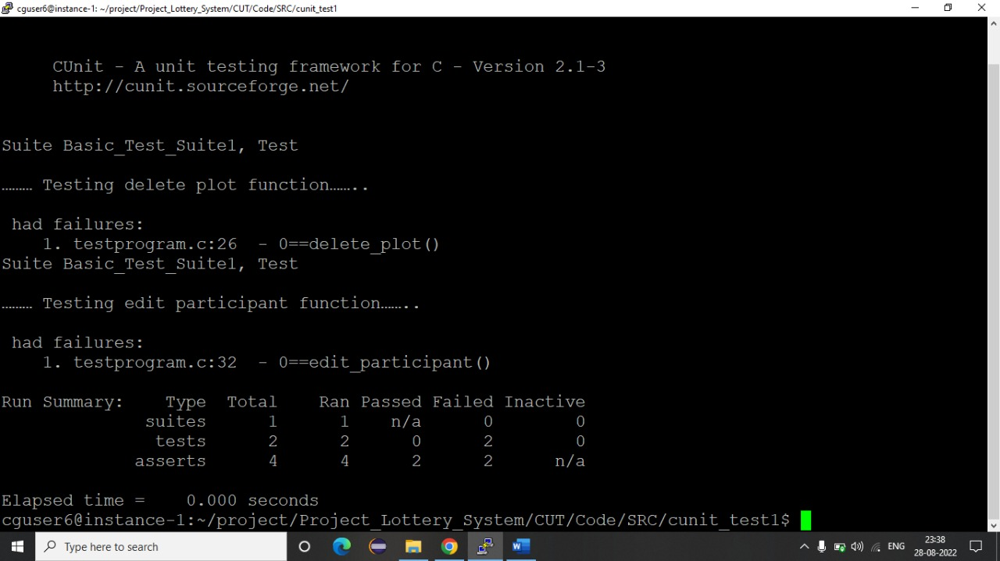 cguser6@instance-1: ~/project/Project_Lottery_System/CUT/Code/SRC/cunit_test1
CUnit - A unit testing framework for C - Version 2.1-3
http://cunit.sourceforge.net/
Suite Basic_Test_Suite1, Test
……… Testing delete plot function……..
had failures:
1. testprogram.c:26 - 0==delete_plot()
Suite Basic_Test_Suite1, Test
……… Testing edit participant function……..
had failures:
1. testprogram.c:32 - 0==edit_participant()
Run Summary: Type Total Ran Passed Failed Inactive
suites 1 1 n/a 0 0
tests 2 2 0 2 0
asserts 4 4 2 2 n/a
Elapsed time = 0.000 seconds
cguser6@instance-1:~/project/Project_Lottery_System/CUT/Code/SRC/cunit_test1$
Type here to search
ENG
23:38
28-08-2022